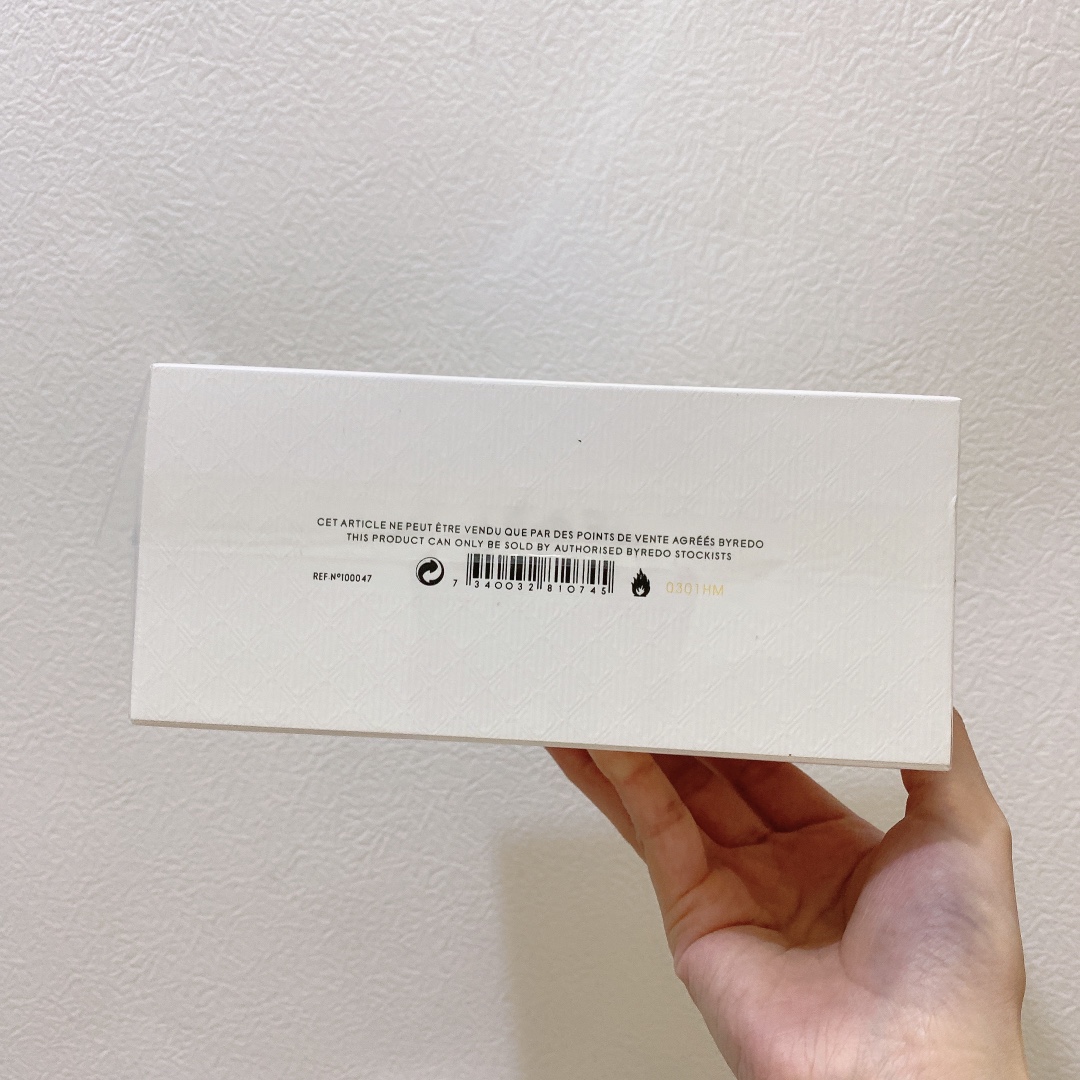 CET ARTICLE NE PEUT ÊTRE VENDU QUE PAR DES POINTS DE VENTE AGRÉÉS BYREDO
THIS PRODUCT CAN ONLY BE SOLD BY AUTHORISED BYREDO STOCKISTS
REF.Nº100047
7 340032 810745
0301HM